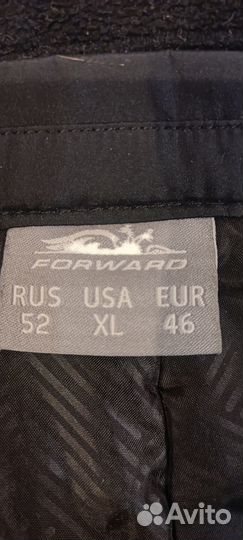 FORWARD
RUS USA EUR
52 XL 46
Avito